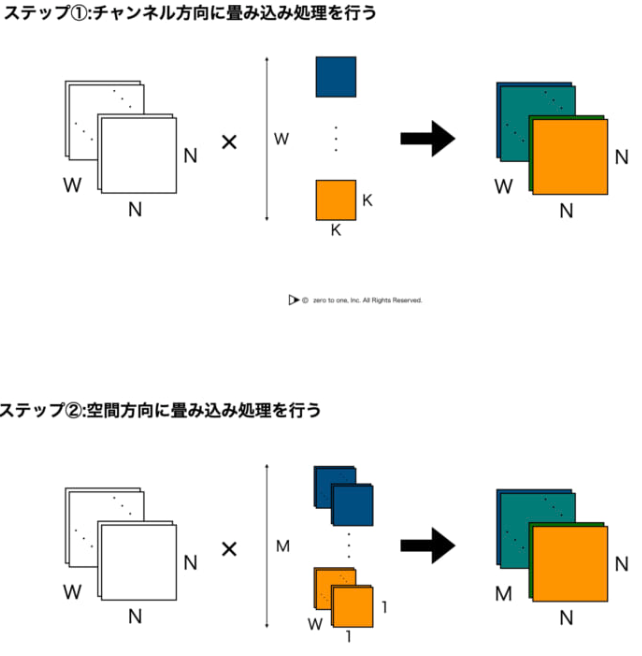 ステップ①:チャンネル方向に畳み込み処理を行う
W
N
N
×
W
K
K
W
N
N
© zero to one, Inc. All Rights Reserved.
ステップ②:空間方向に畳み込み処理を行う
W
N
N
×
M
W
1
1
M
N
N